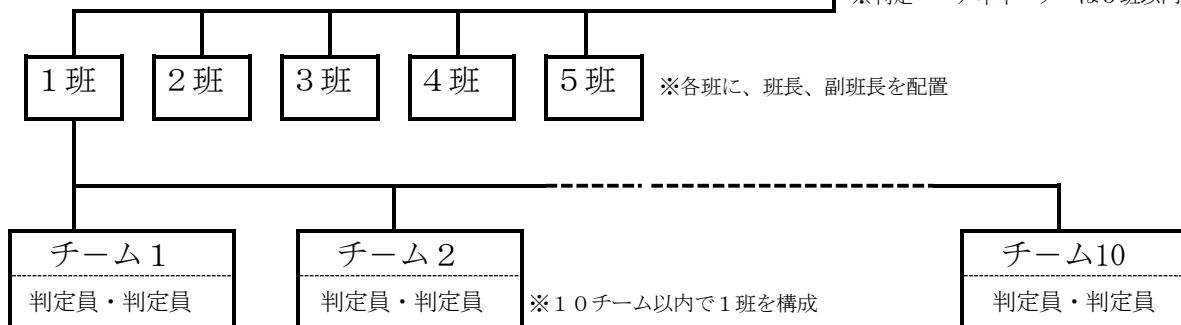 1班 2班 3班 4班 5班 ※各班に、班長、副班長を配置
チーム1 チーム2 チーム10
判定員・判定員 判定員・判定員 ※10チーム以内で1班を構成 判定員・判定員